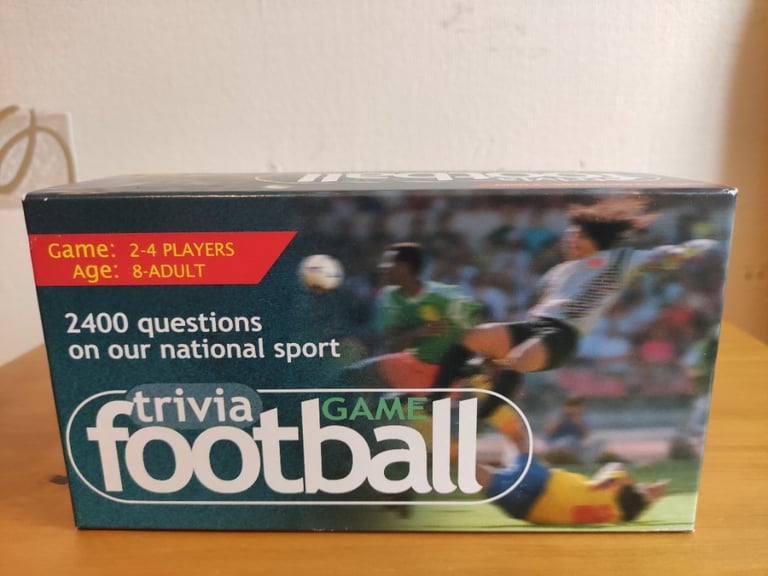 Game: 2-4 PLAYERS
Age: 8-ADULT
2400 questions
on our national sport
trivia GAME
football